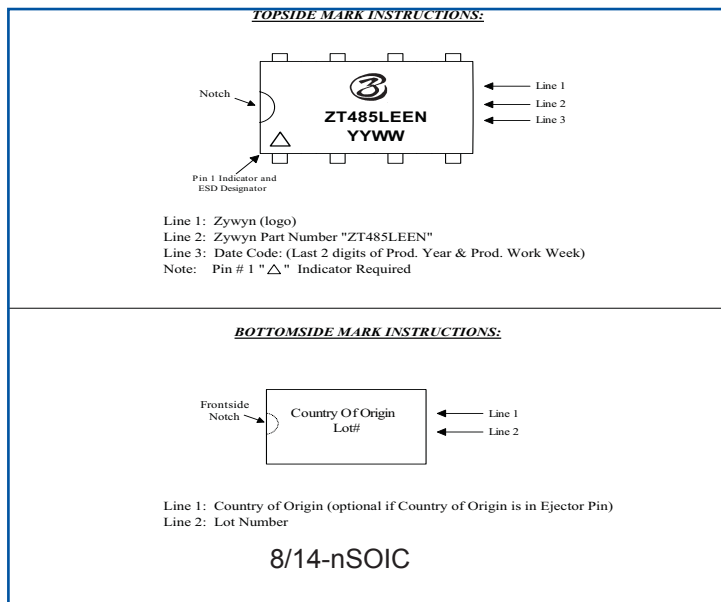 TOPSIDE MARK INSTRUCTIONS:
Notch
ZT485LEEN
YYWW
Line 1
Line 2
Line 3
Pin 1 Indicator and
ESD Designator
Line 1: Zywyn (logo)
Line 2: Zywyn Part Number "ZT485LEEN"
Line 3: Date Code: (Last 2 digits of Prod. Year & Prod. Work Week)
Note: Pin # 1 "△" Indicator Required
BOTTOMSIDE MARK INSTRUCTIONS:
Frontside
Notch
Country Of Origin
Lot#
Line 1
Line 2
Line 1: Country of Origin (optional if Country of Origin is in Ejector Pin)
Line 2: Lot Number
8/14-nSOIC